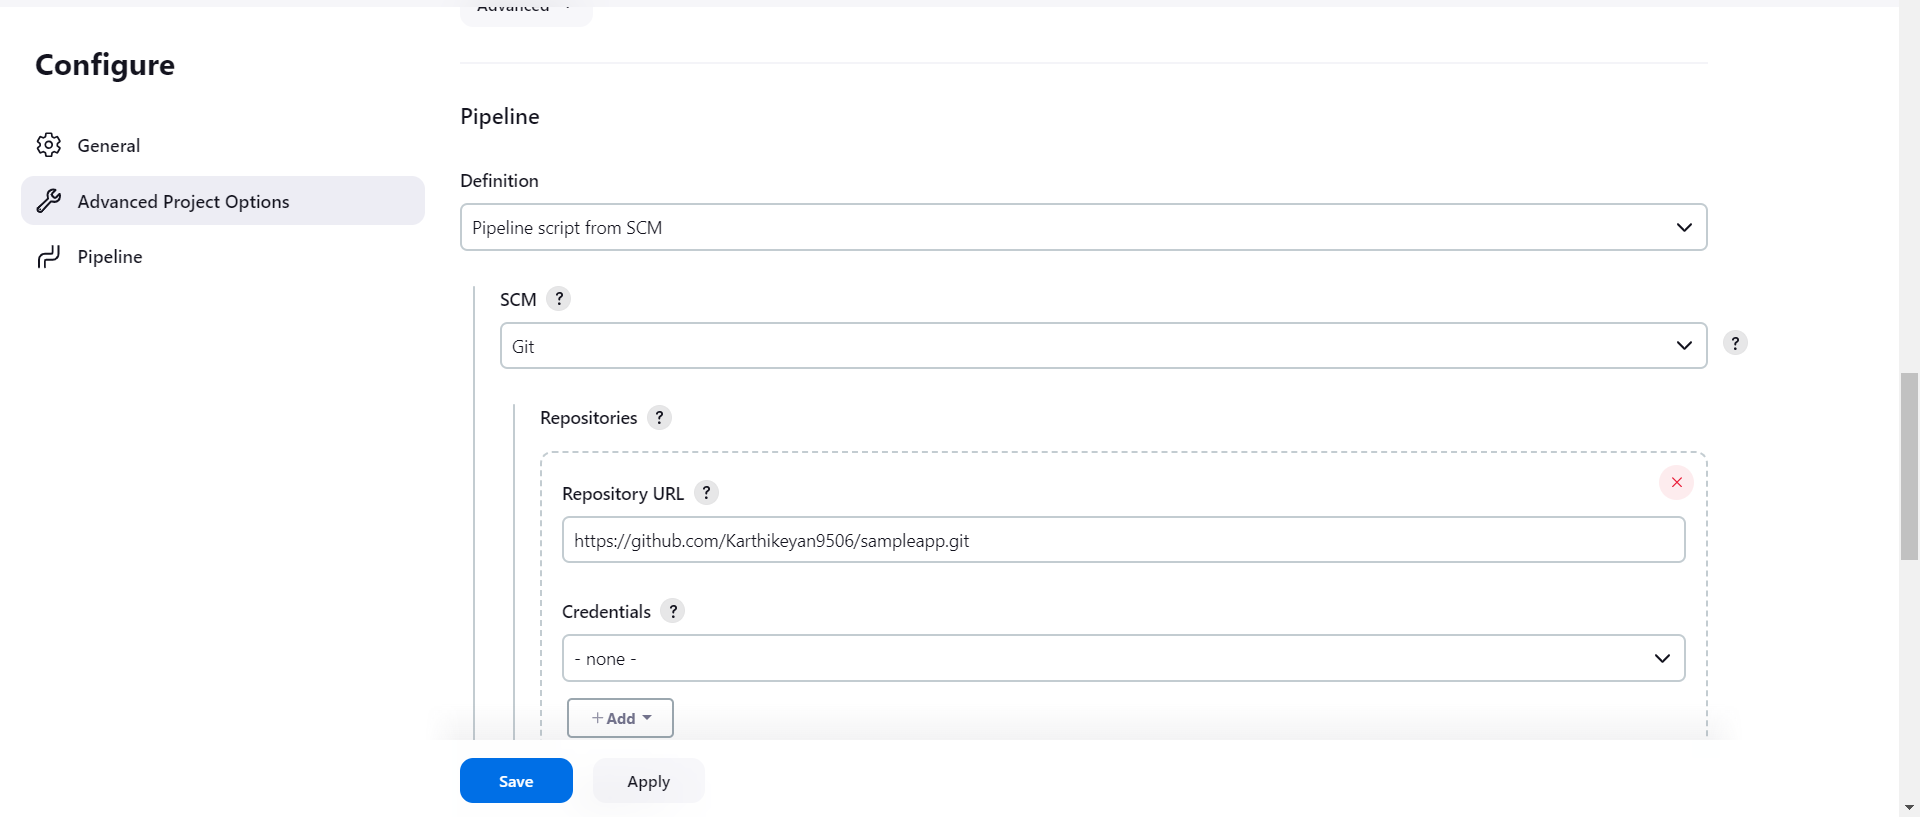 Advanced
Configure
General
Advanced Project Options
Pipeline
Pipeline
Definition
Pipeline script from SCM
SCM ?
Git
?
Repositories ?
Repository URL ?
https://github.com/Karthikeyan9506/sampleapp.git
Credentials ?
- none -
+ Add
Save
Apply